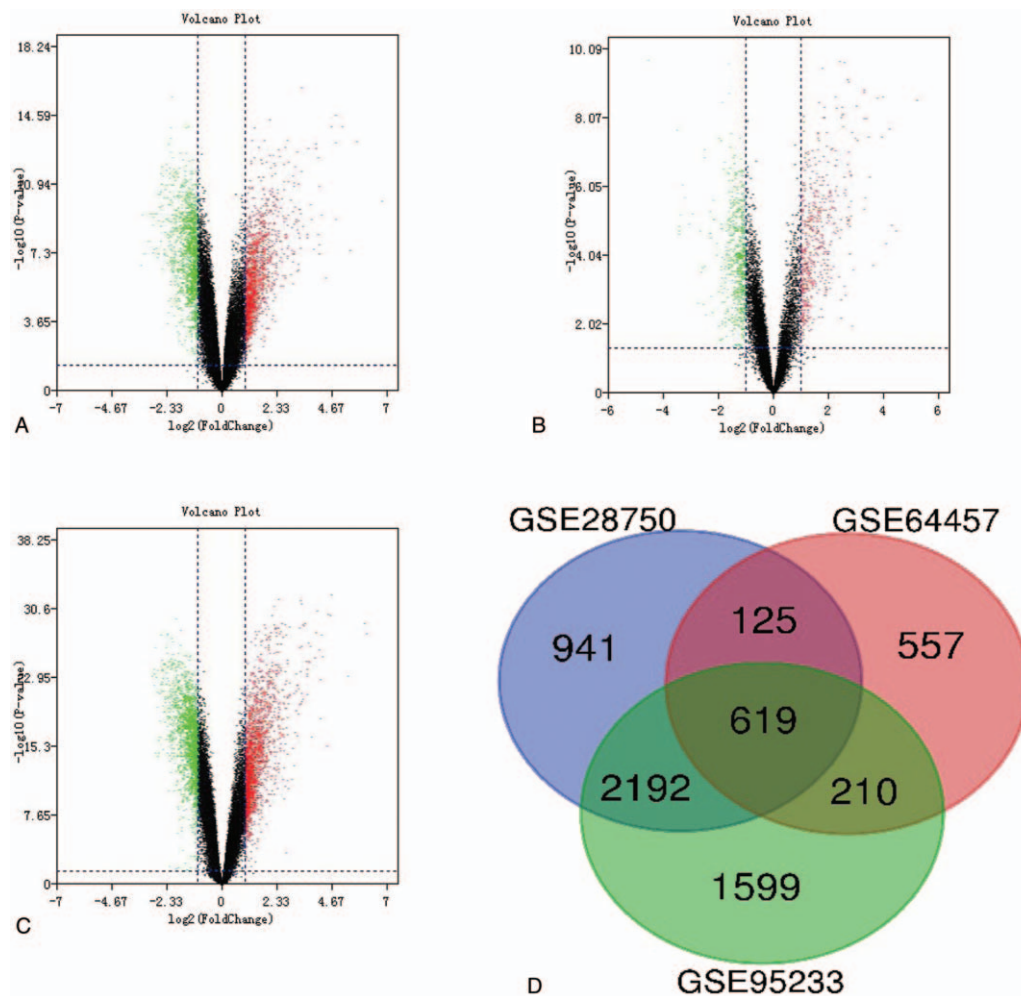 Volcano Plot
18.24
14.59
10.94
7.3
3.65
0
-log10(P-value)
-7 -4.67 -2.33 0 2.33 4.67 7
log2(FoldChange)
A
Volcano Plot
10.09
8.07
6.05
4.04
2.02
0
-log10(P-value)
-6 -4 -2 0 2 4 6
log2(FoldChange)
B
Volcano Plot
38.25
30.6
22.95
15.3
7.65
0
-log10(P-value)
-7 -4.67 -2.33 0 2.33 4.67 7
log2(FoldChange)
C
GSE28750 GSE64457
125
941 557
619
2192 210
1599
GSE95233
D